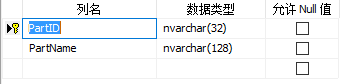 列名 数据类型 允许 Null 值
PartID nvarchar(32)
PartName nvarchar(128)